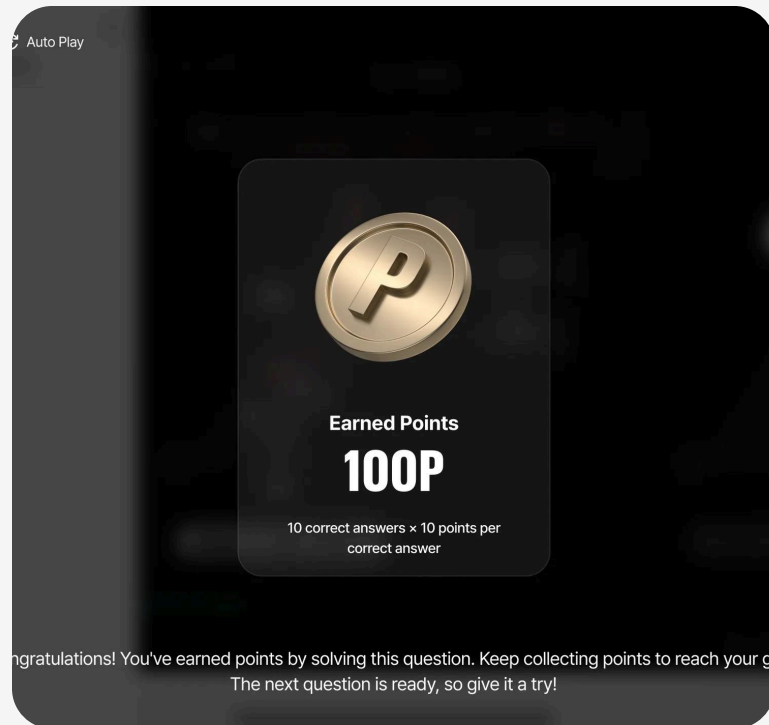 Auto Play
P
Earned Points
100P
10 correct answers × 10 points per
correct answer
You've earned points by solving this question. Keep collecting points to reach your
The next question is ready, so give it a try!